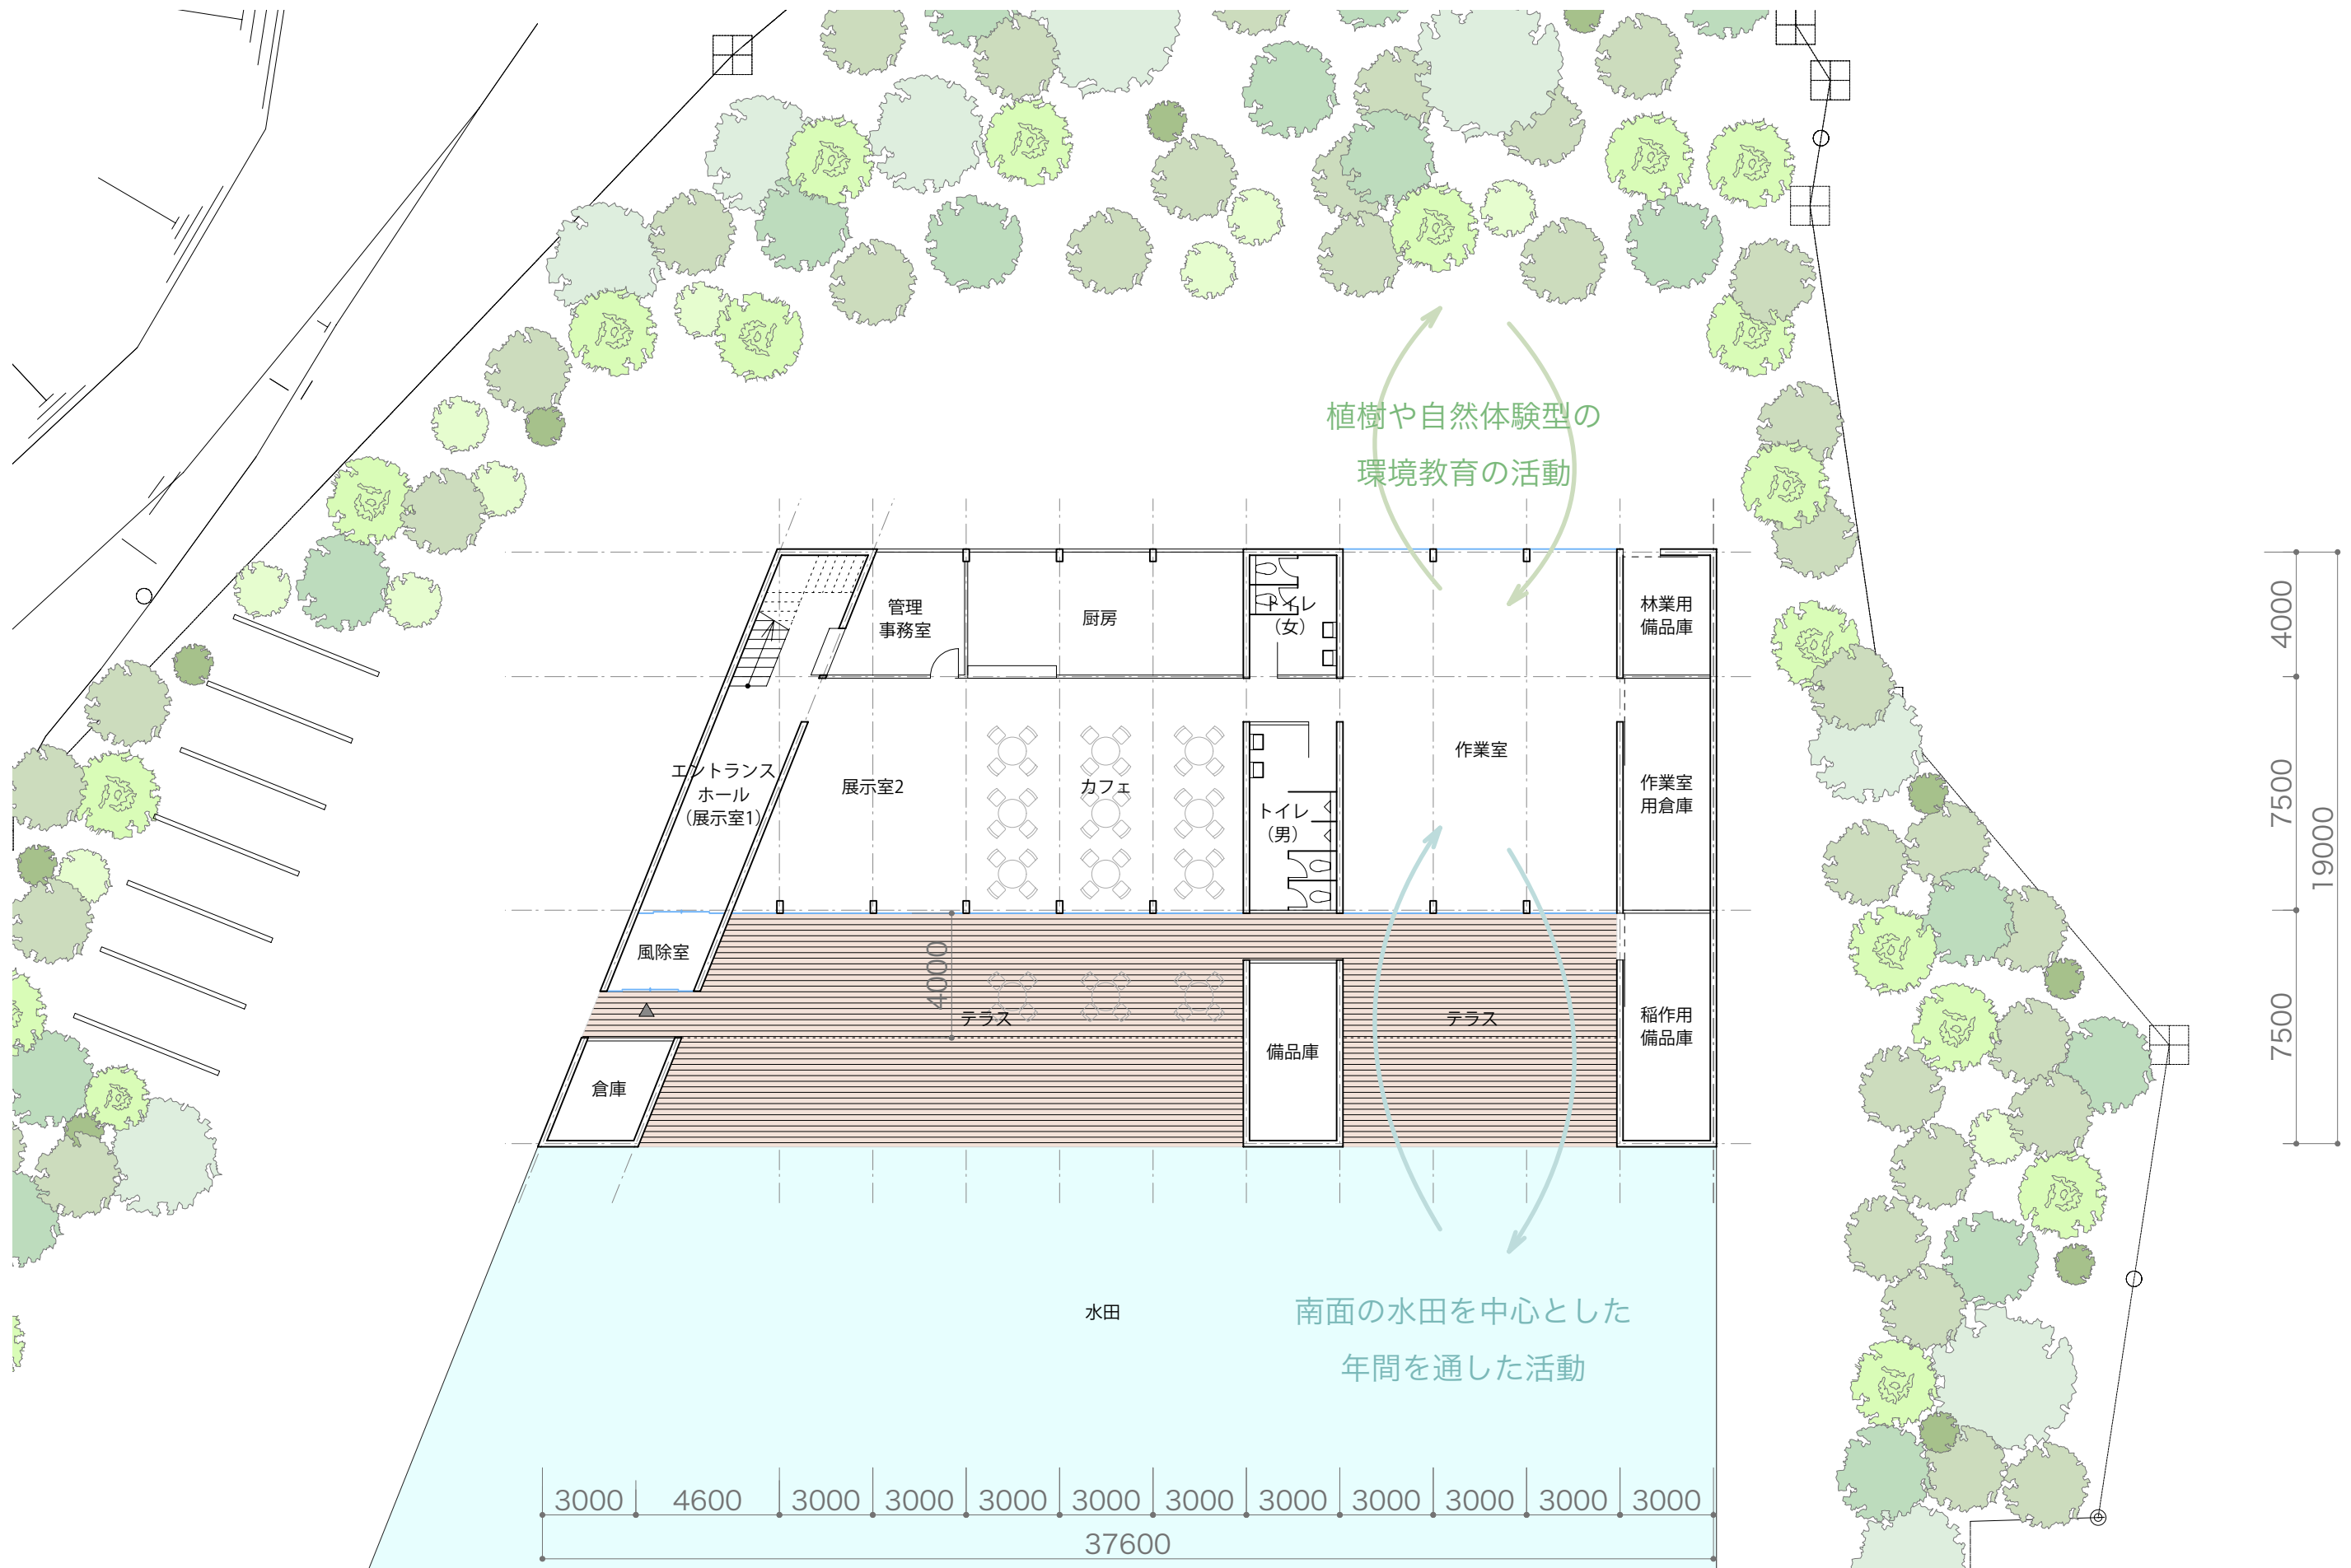 植樹や自然体験型の
環境教育の活動
管理
事務室
厨房
トイレ
（女）
林業用
備品庫
エントランス
ホール
（展示室1）
展示室2
カフェ
トイレ
（男）
作業室
作業室
用倉庫
風除室
4000
テラス
テラス
倉庫
備品庫
稲作用
備品庫
4000
7500
7500
19000
水田
南面の水田を中心とした
年間を通した活動
3000 4600 3000 3000 3000 3000 3000 3000 3000 3000 3000 3000
37600